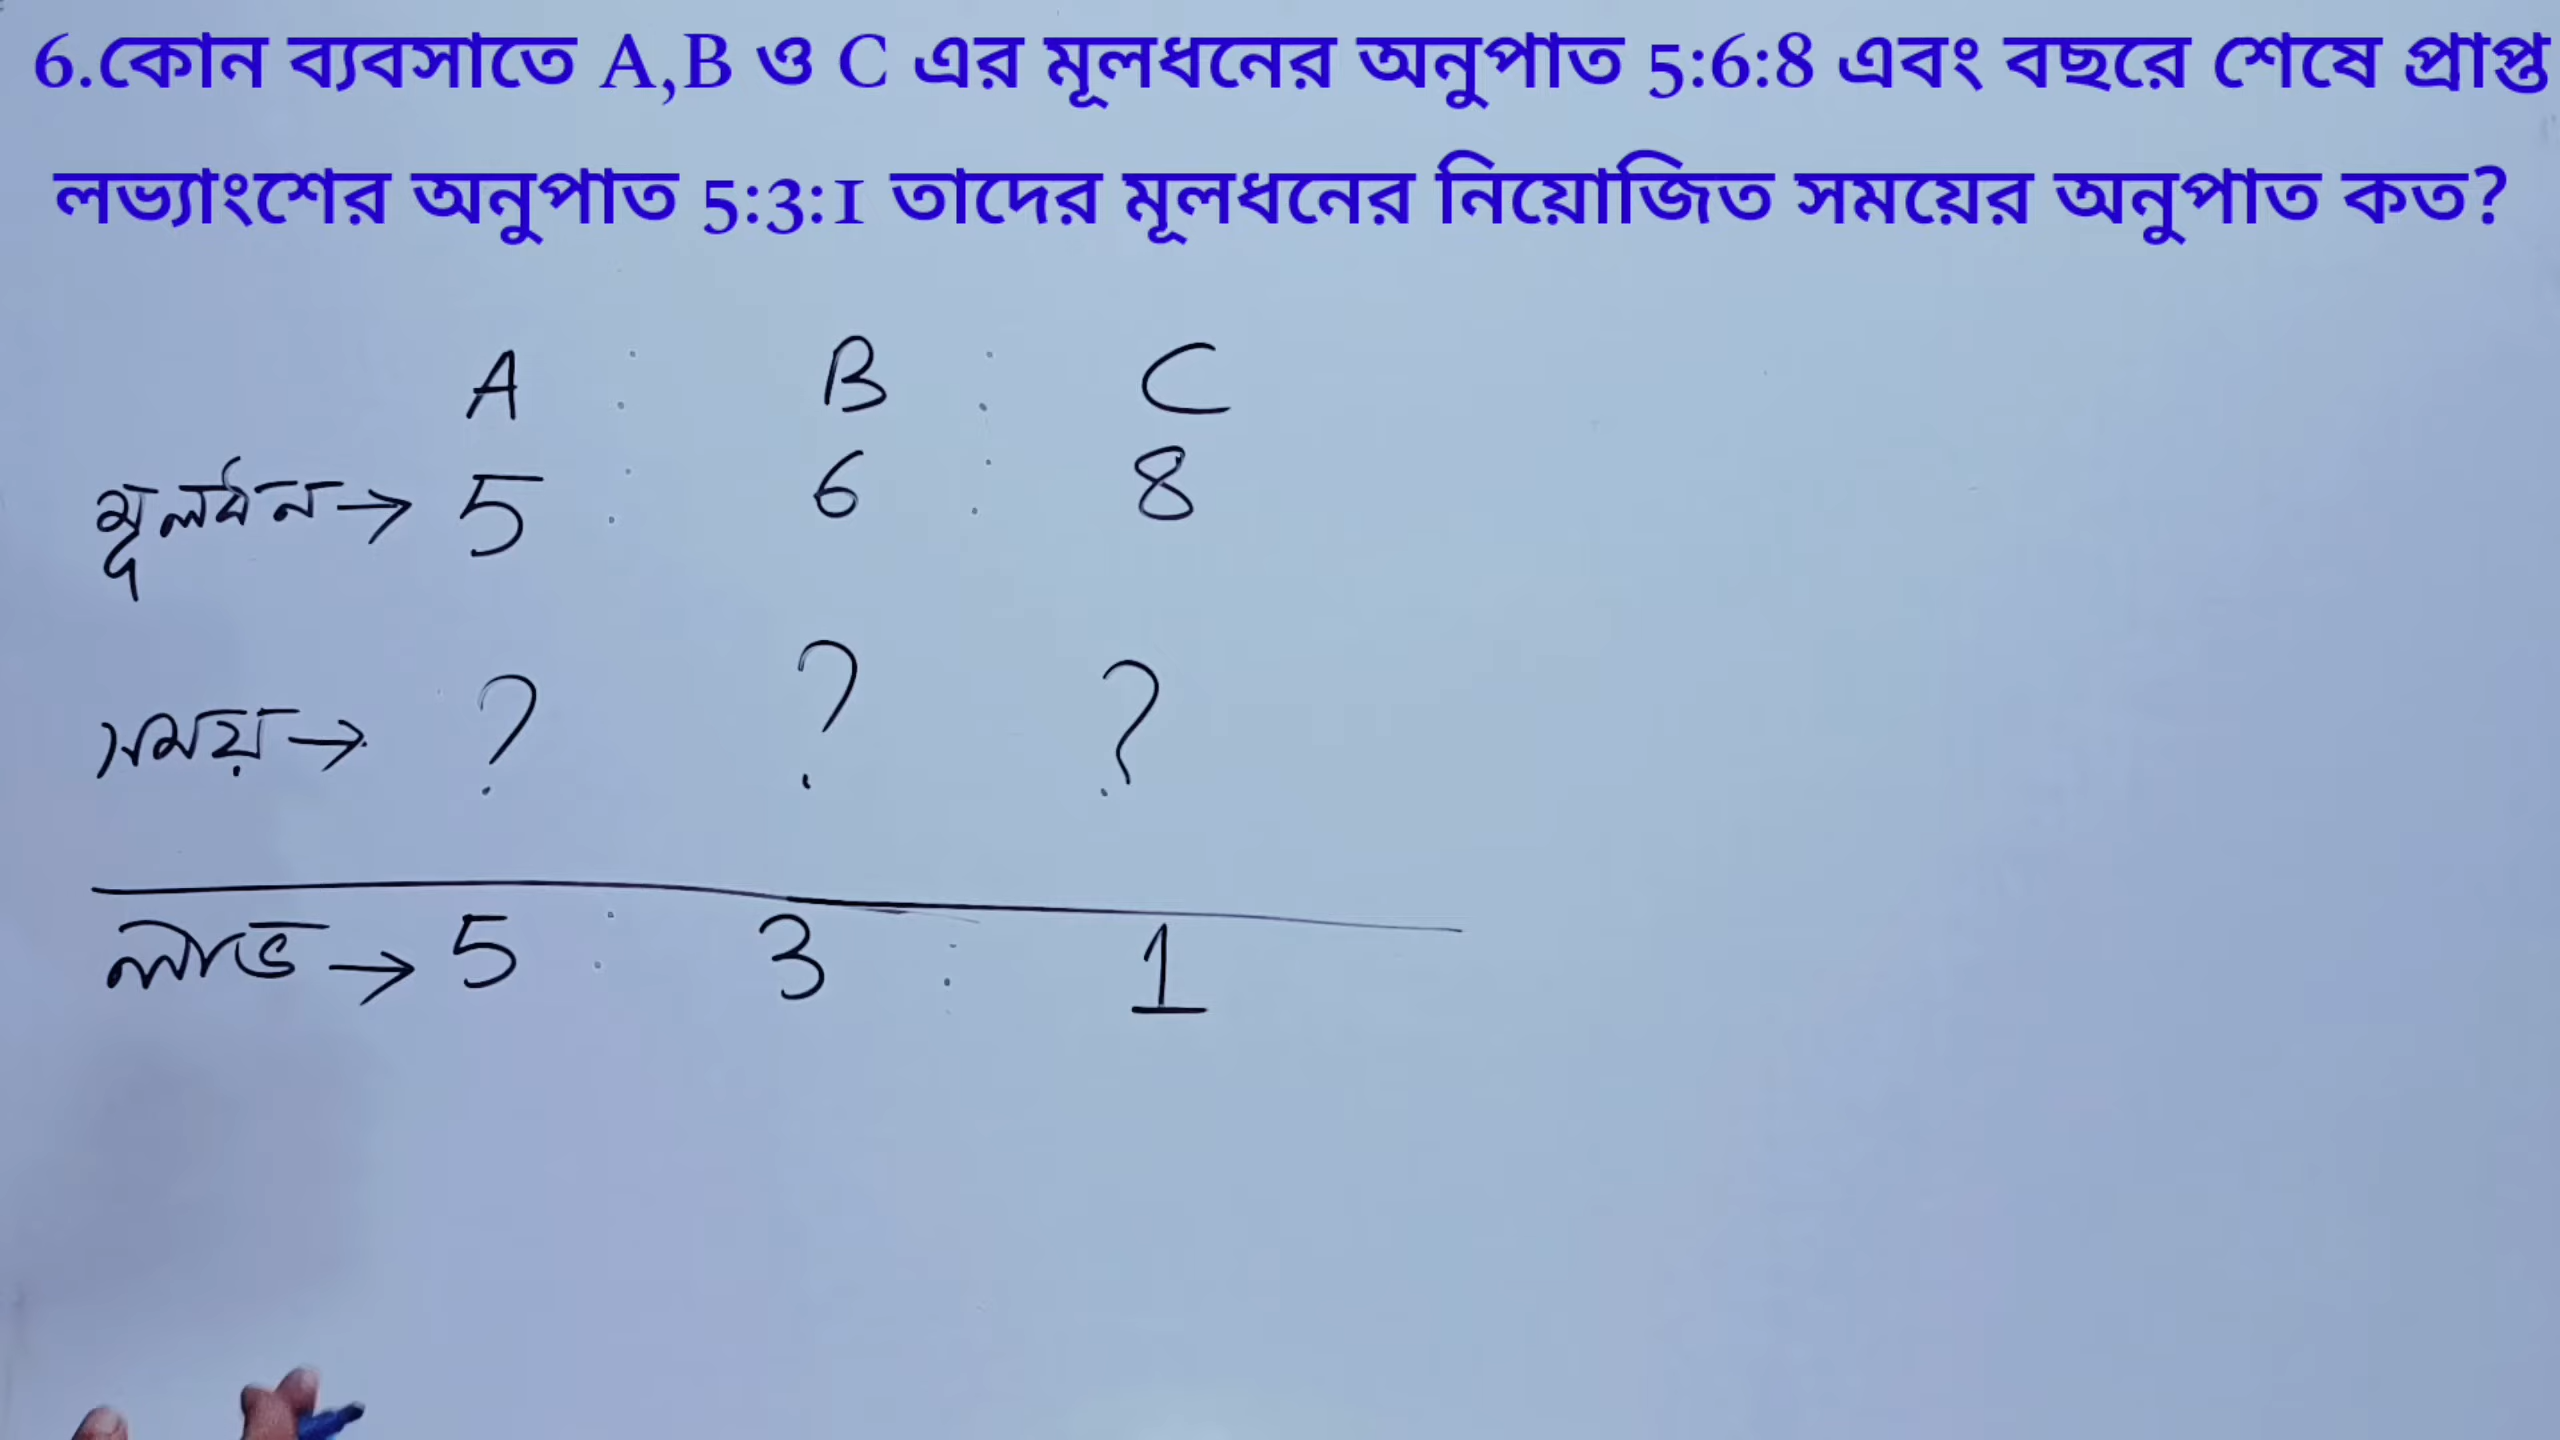 6.কোন ব্যবসাতে A,B ও C এর মূলধনের অনুপাত 5:6:8 এবং বছরে শেষে প্রাপ্ত
লভ্যাংশের অনুপাত 5:3:1 তাদের মূলধনের নিয়োজিত সময়ের অনুপাত কত?
A : B : C
মূলধন → 5 : 6 : 8
সময় → ? ? ?
লাভ → 5 : 3 : 1